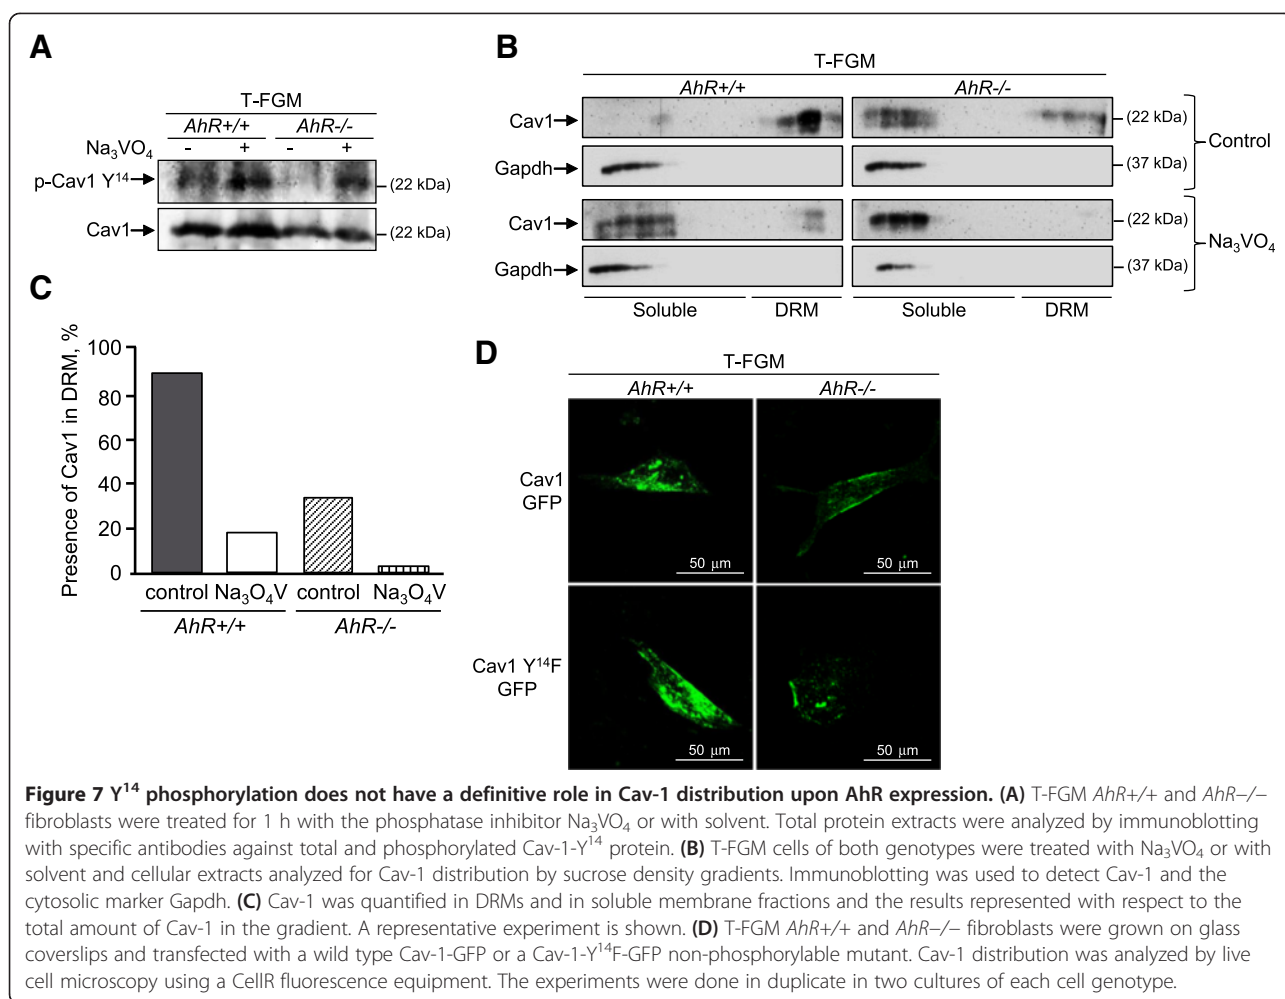 A
T-FGM
AhR+/+ AhR-/-
Na₃VO₄ - + - +
p-Cav1 Y¹⁴ (22 kDa)
Cav1 (22 kDa)
B
T-FGM
AhR+/+ AhR-/-
Cav1 (22 kDa)
Gapdh (37 kDa)
Control
Cav1 (22 kDa)
Gapdh (37 kDa)
Na₃VO₄
Soluble DRM Soluble DRM
C
Presence of Cav1 in DRM, %
100
80
60
40
20
0
control Na₃O₄V control Na₃O₄V
AhR+/+ AhR-/-
D
T-FGM
AhR+/+ AhR-/-
Cav1
GFP
50 μm 50 μm
Cav1 Y¹⁴F
GFP
50 μm 50 μm
Figure 7 Y¹⁴ phosphorylation does not have a definitive role in Cav-1 distribution upon AhR expression. (A) T-FGM AhR+/+ and AhR−/−
fibroblasts were treated for 1 h with the phosphatase inhibitor Na₃VO₄ or with solvent. Total protein extracts were analyzed by immunoblotting
with specific antibodies against total and phosphorylated Cav-1-Y¹⁴ protein. (B) T-FGM cells of both genotypes were treated with Na₃VO₄ or with
solvent and cellular extracts analyzed for Cav-1 distribution by sucrose density gradients. Immunoblotting was used to detect Cav-1 and the
cytosolic marker Gapdh. (C) Cav-1 was quantified in DRMs and in soluble membrane fractions and the results represented with respect to the
total amount of Cav-1 in the gradient. A representative experiment is shown. (D) T-FGM AhR+/+ and AhR−/− fibroblasts were grown on glass
coverslips and transfected with a wild type Cav-1-GFP or a Cav-1-Y¹⁴F-GFP non-phosphorylable mutant. Cav-1 distribution was analyzed by live
cell microscopy using a CellR fluorescence equipment. The experiments were done in duplicate in two cultures of each cell genotype.